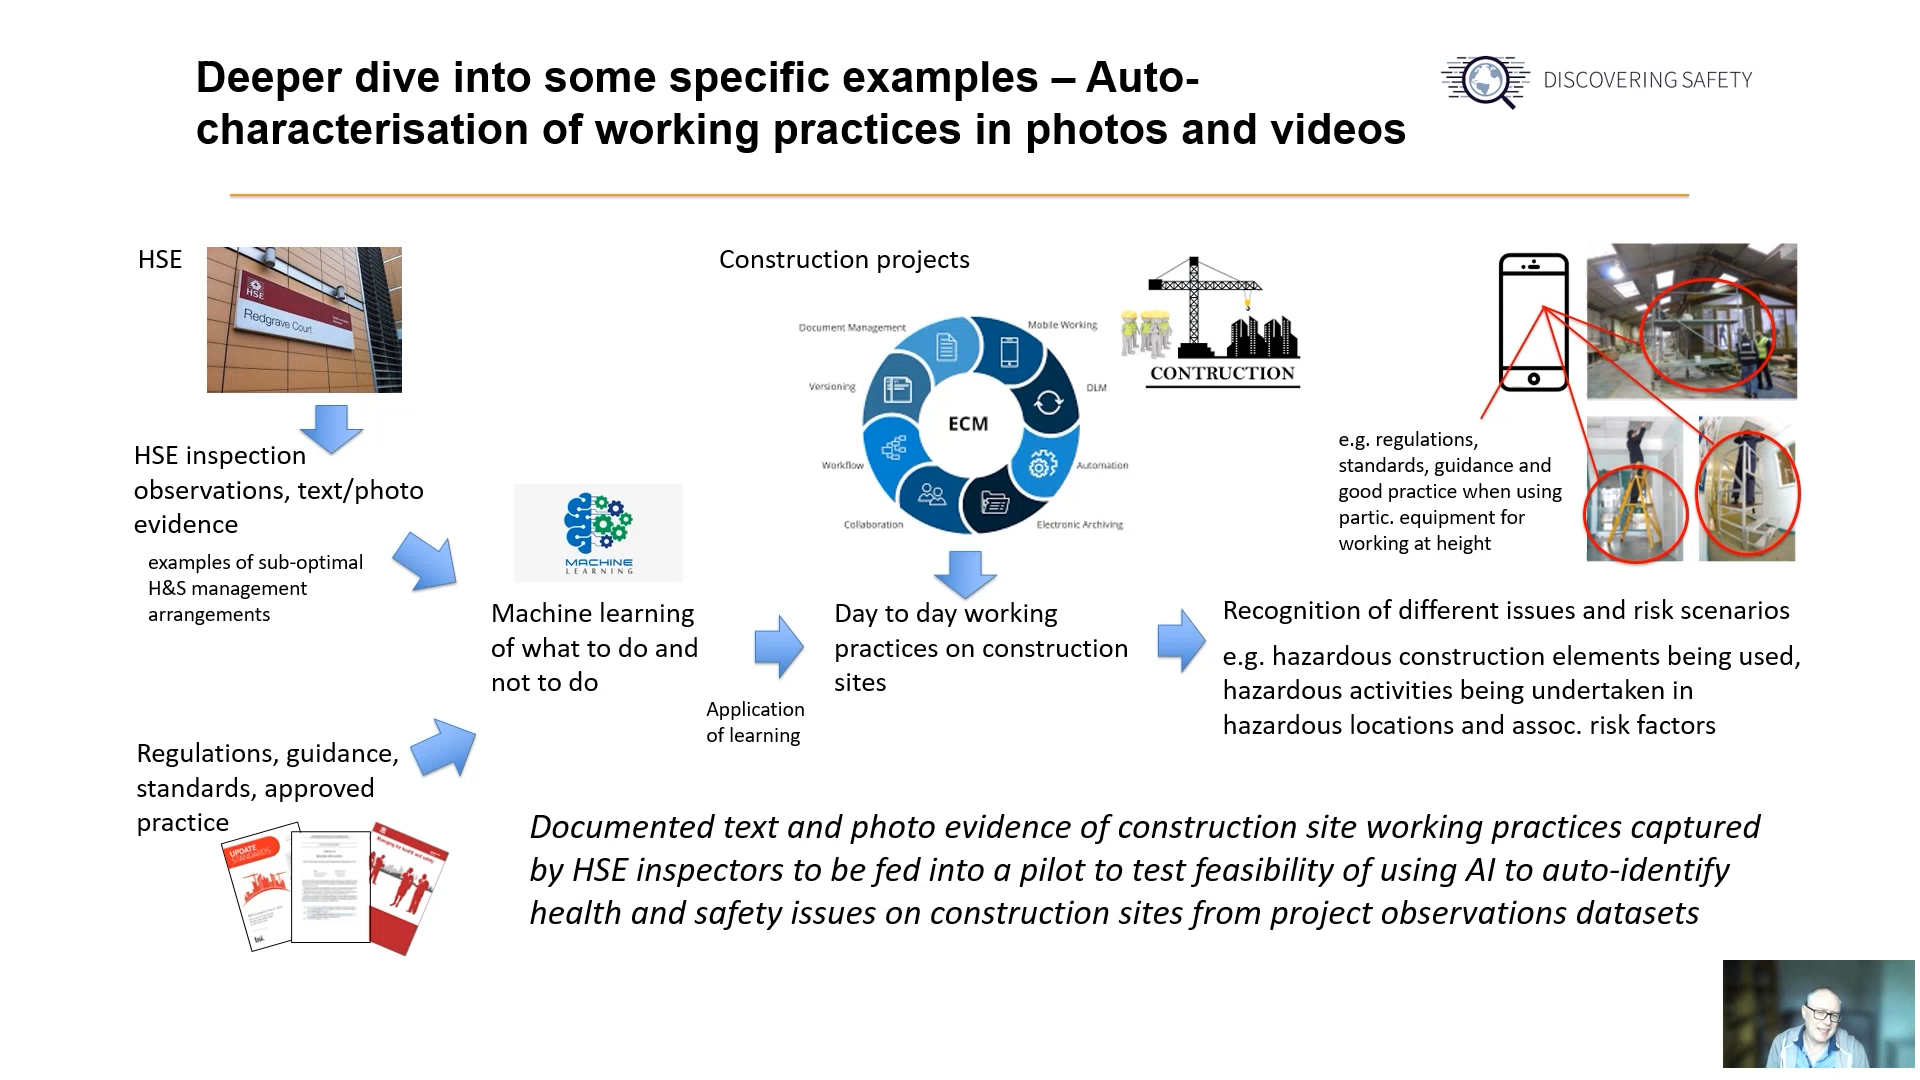 Deeper dive into some specific examples – Auto-
characterisation of working practices in photos and videos
DISCOVERING SAFETY
HSE
HSE
Redgrave Court
HSE inspection
observations, text/photo
evidence
examples of sub-optimal
H&S management
arrangements
Regulations, guidance,
standards, approved
practice
UPDATE
STANDARDS
bsi.
Managing for health and safety
MACHINE
LEARNING
Machine learning
of what to do and
not to do
Application
of learning
Construction projects
Document Management
Mobile Working
Versioning
DLM
ECM
Workflow
Automation
Collaboration
Electronic Archiving
CONTRUCTION
Day to day working
practices on construction
sites
e.g. regulations,
standards, guidance and
good practice when using
partic. equipment for
working at height
Recognition of different issues and risk scenarios
e.g. hazardous construction elements being used,
hazardous activities being undertaken in
hazardous locations and assoc. risk factors
Documented text and photo evidence of construction site working practices captured
by HSE inspectors to be fed into a pilot to test feasibility of using AI to auto-identify
health and safety issues on construction sites from project observations datasets